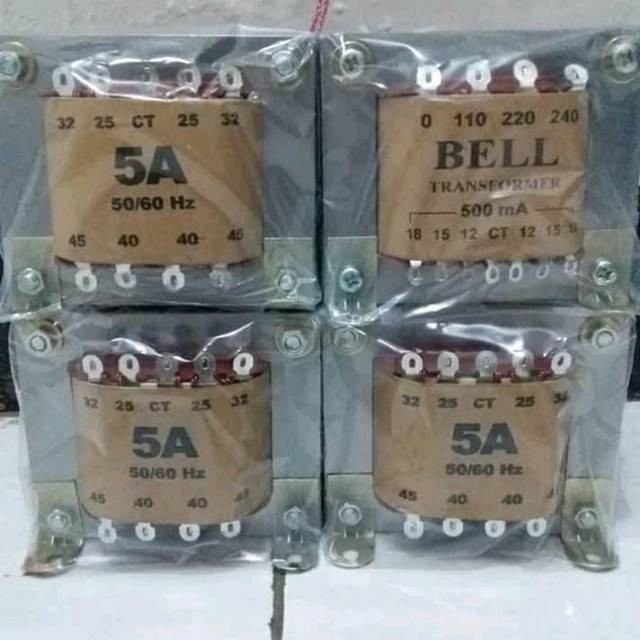 32 25 CT 25 32
5A
50/60 Hz
45 40 40 45
0 110 220 240
BELL
TRANSFORMER
500 mA
18 15 12 CT 12 15
32 25 CT 25 32
5A
50/60 Hz
45 40 40 45
32 25 CT 25
5A
50/60 Hz
45 40 40